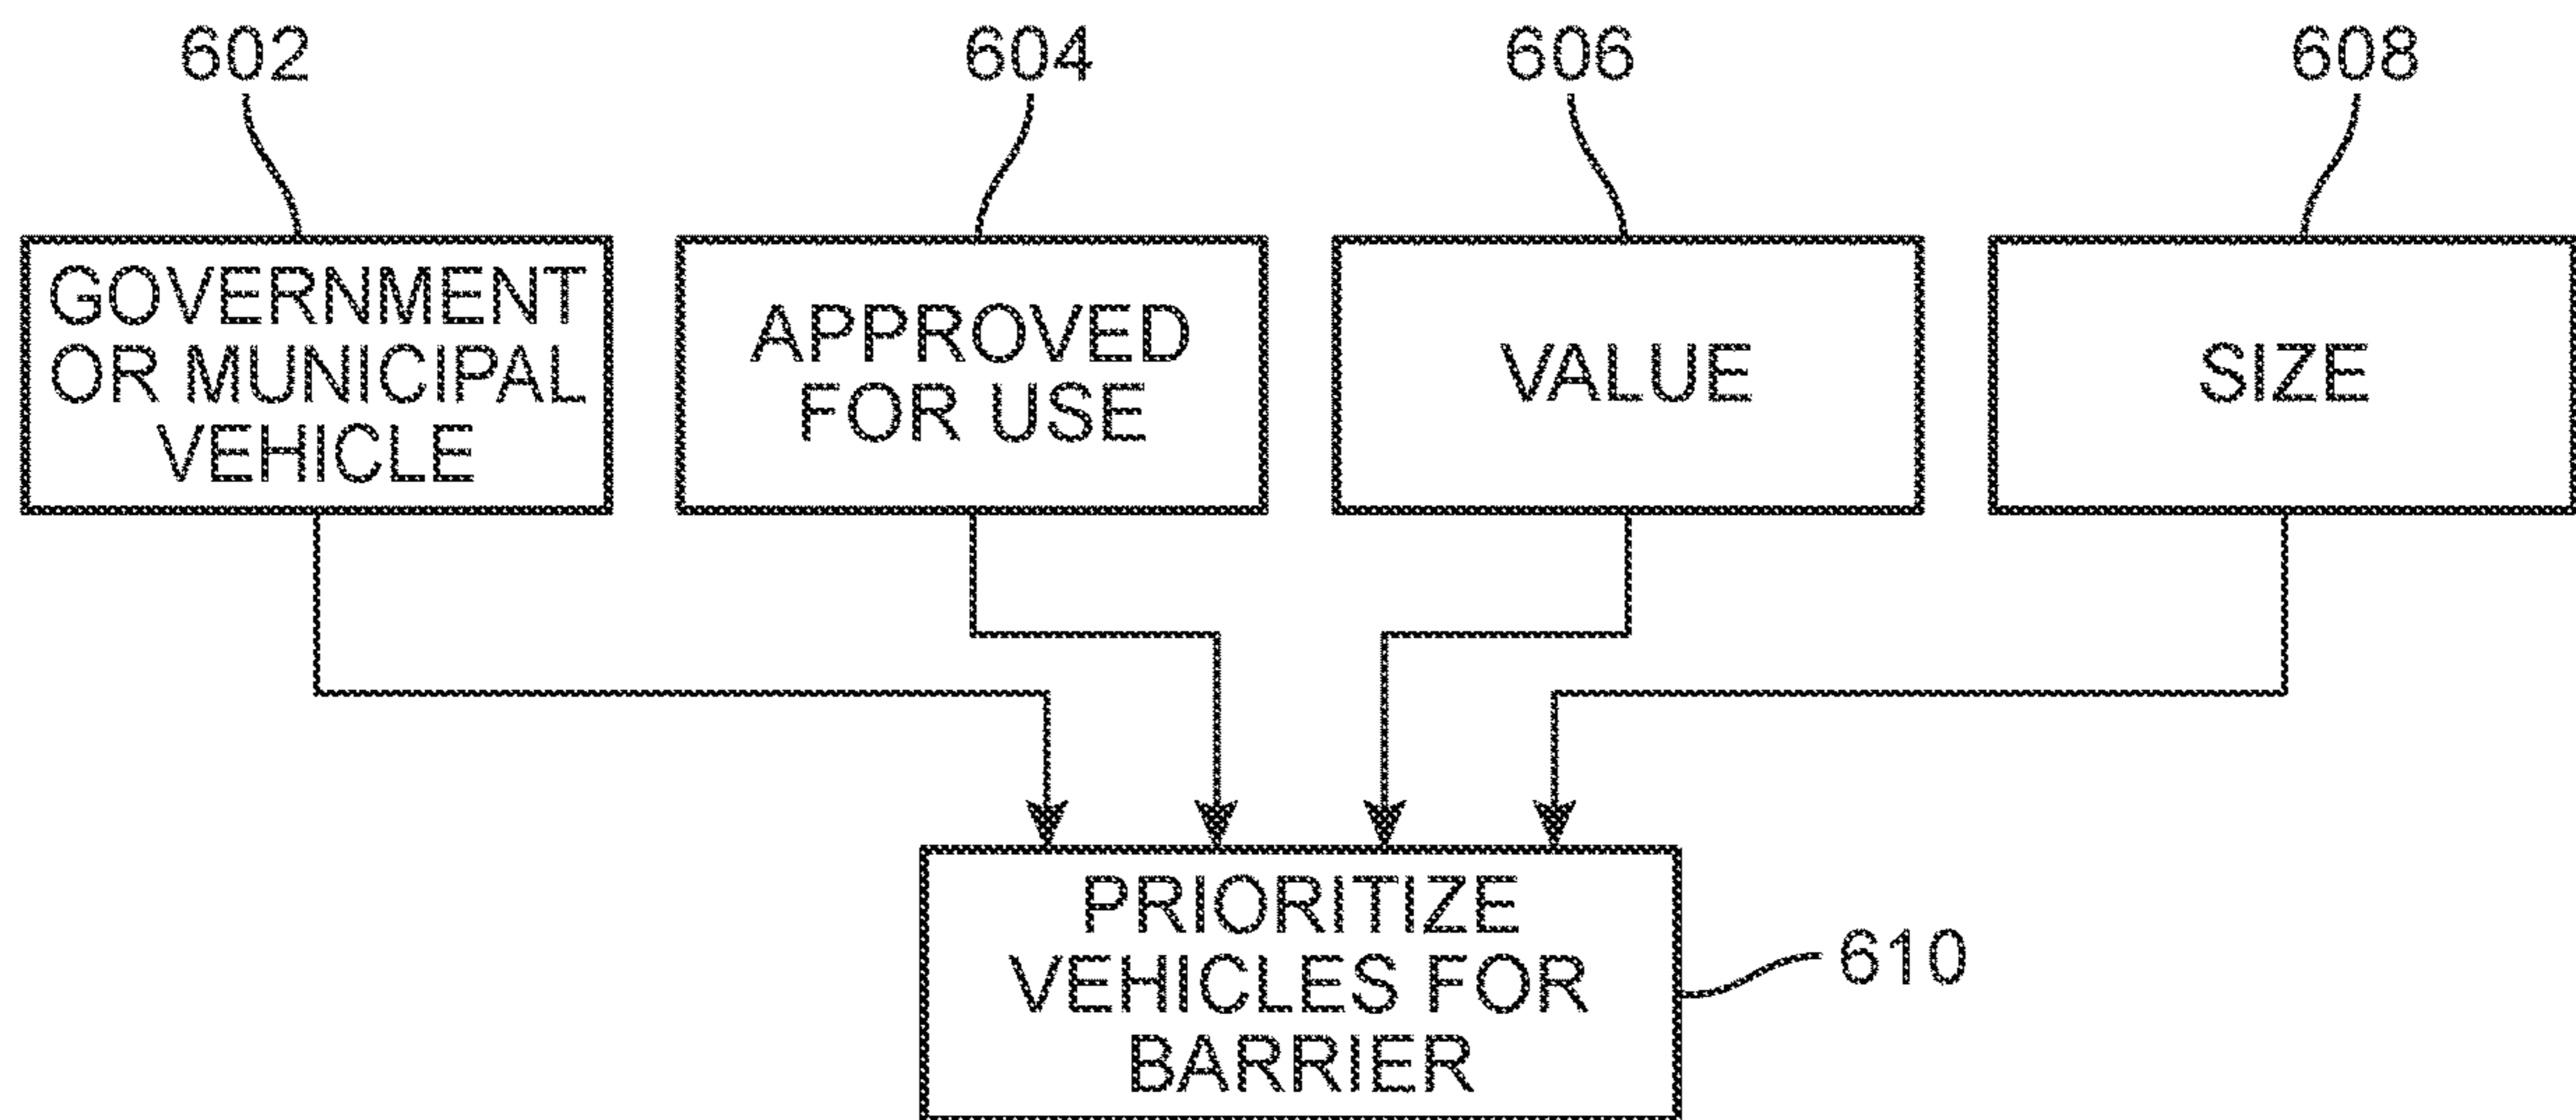 602
604
606
608
GOVERNMENT
OR MUNICIPAL
VEHICLE
APPROVED
FOR USE
VALUE
SIZE
PRIORITIZE
VEHICLES FOR
BARRIER
610